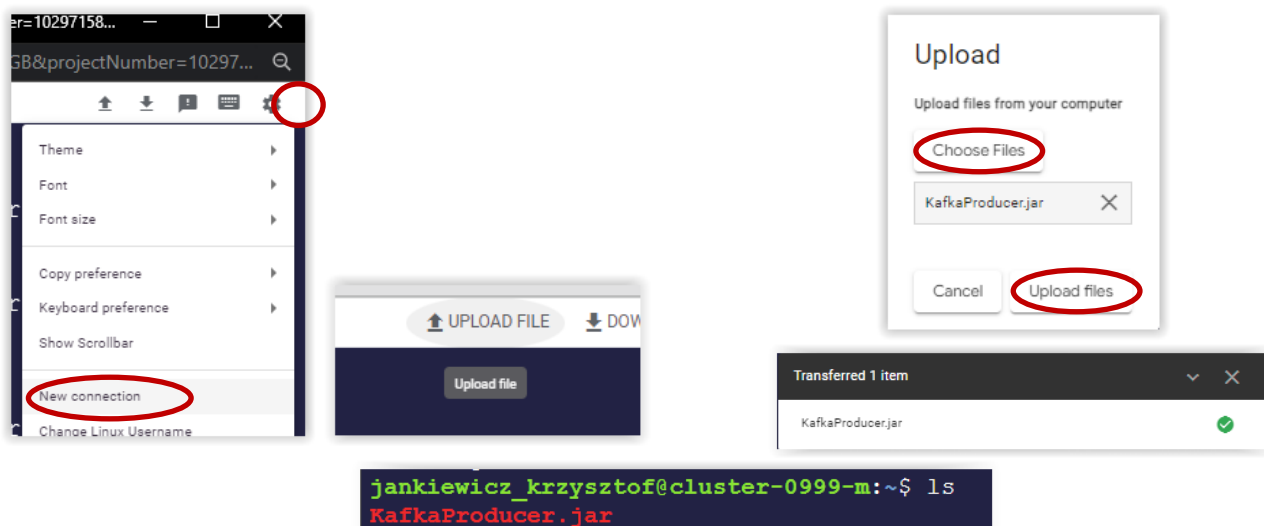 er=10297158...
GB&projectNumber=10297...
Theme
Font
Font size
Copy preference
Keyboard preference
Show Scrollbar
New connection
Change Linux Username
UPLOAD FILE
DOW
Upload file
Upload
Upload files from your computer
Choose Files
KafkaProducer.jar
Cancel
Upload files
Transferred 1 item
KafkaProducer.jar
jankiewicz_krzysztof@cluster-0999-m:~$ ls
KafkaProducer.jar